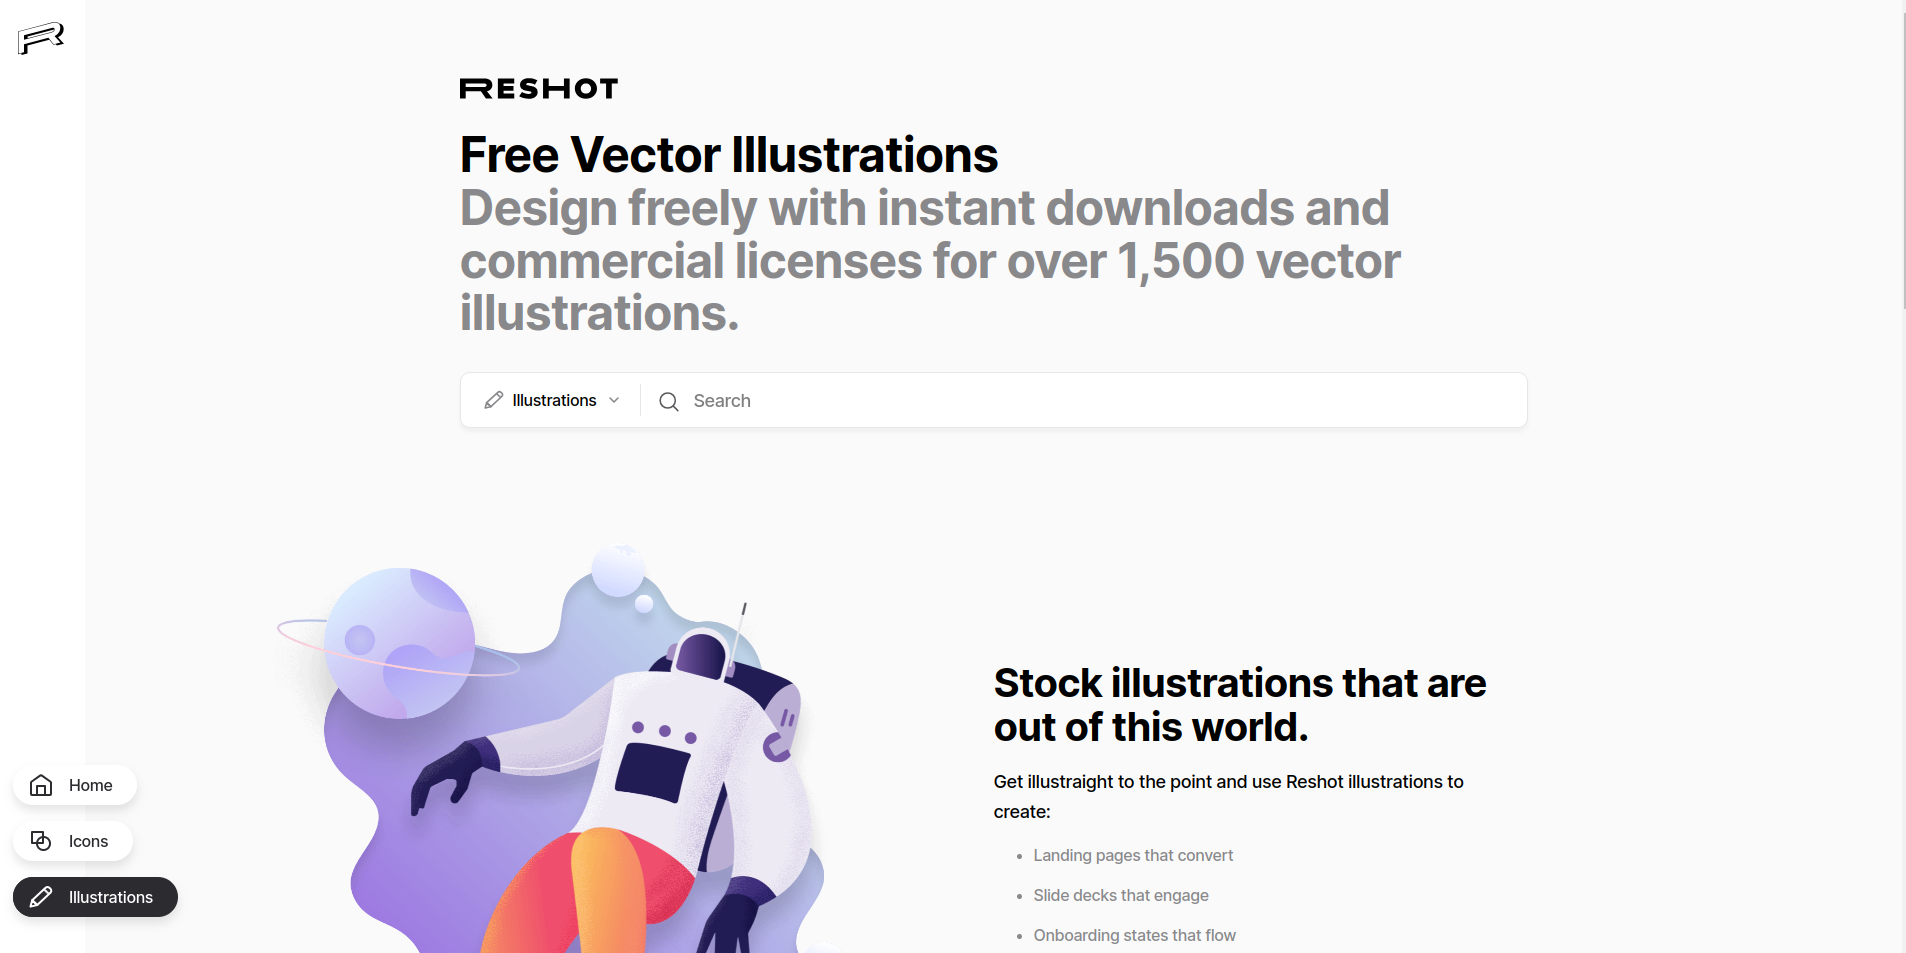 RESHOT
Free Vector Illustrations
Design freely with instant downloads and
commercial licenses for over 1,500 vector
illustrations.
Illustrations
Search
Stock illustrations that are
out of this world.
Get illustraight to the point and use Reshot illustrations to
create:
• Landing pages that convert
• Slide decks that engage
• Onboarding states that flow
Home
Icons
Illustrations